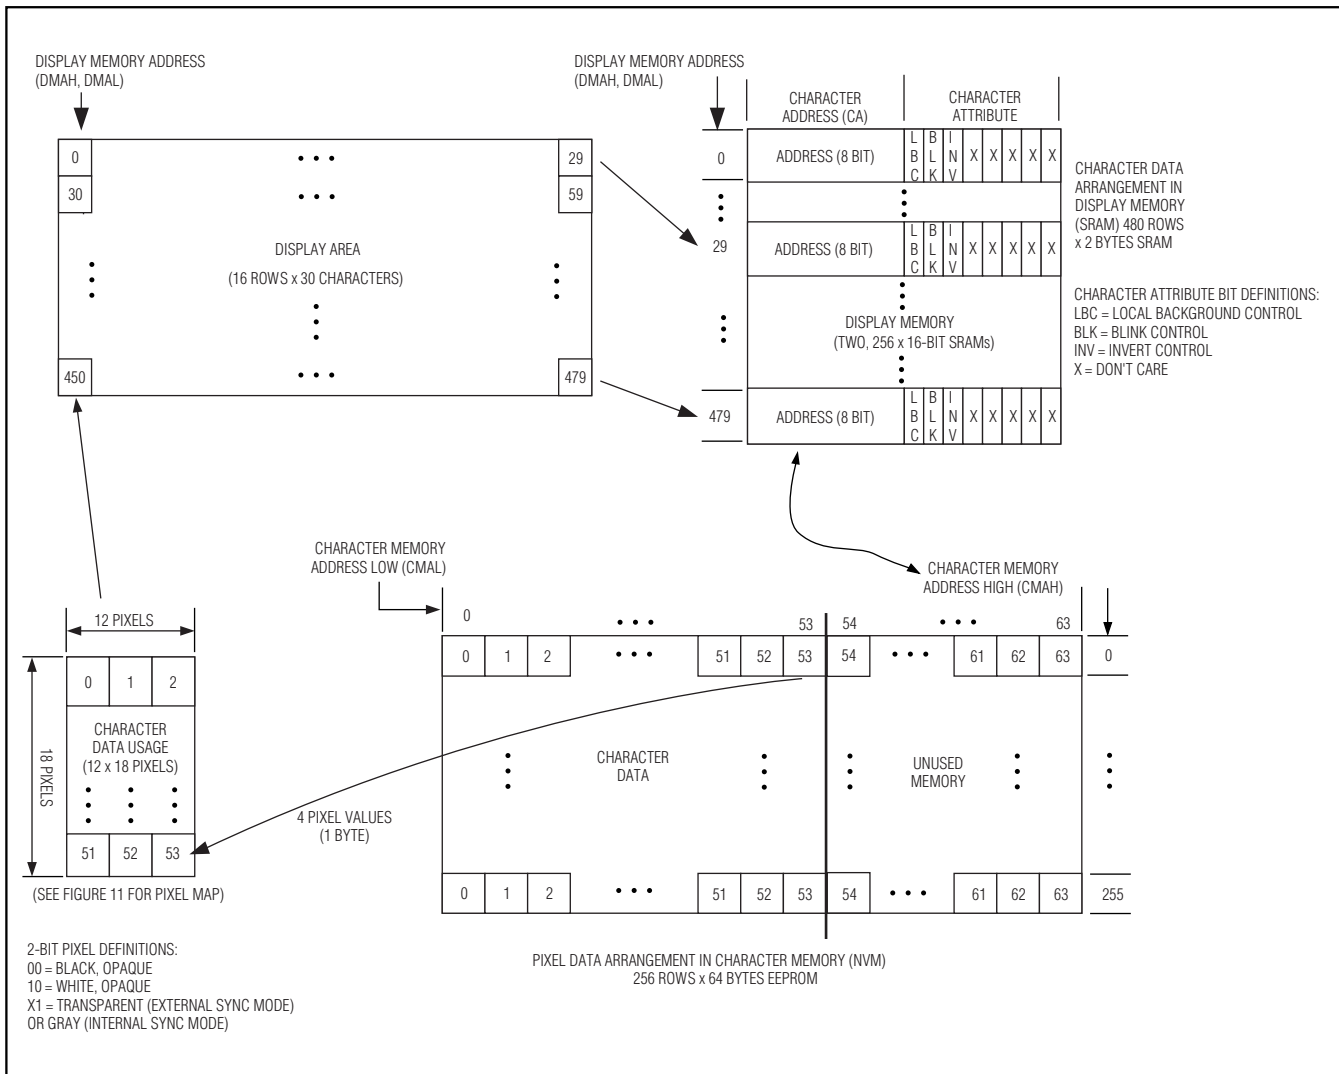 DISPLAY MEMORY ADDRESS
(DMAH, DMAL)
0
29
30
59
DISPLAY AREA
(16 ROWS x 30 CHARACTERS)
450
479
DISPLAY MEMORY ADDRESS
(DMAH, DMAL)
CHARACTER
ADDRESS (CA)
CHARACTER
ATTRIBUTE
0
ADDRESS (8 BIT)
LBC BLK INV X X X X X
29
ADDRESS (8 BIT)
LBC BLK INV X X X X X
DISPLAY MEMORY
(TWO, 256 x 16-BIT SRAMs)
479
ADDRESS (8 BIT)
LBC BLK INV X X X X X
CHARACTER DATA
ARRANGEMENT IN
DISPLAY MEMORY
(SRAM) 480 ROWS
x 2 BYTES SRAM
CHARACTER ATTRIBUTE BIT DEFINITIONS:
LBC = LOCAL BACKGROUND CONTROL
BLK = BLINK CONTROL
INV = INVERT CONTROL
X = DON'T CARE
12 PIXELS
18 PIXELS
0 1 2
CHARACTER
DATA USAGE
(12 x 18 PIXELS)
51 52 53
(SEE FIGURE 11 FOR PIXEL MAP)
2-BIT PIXEL DEFINITIONS:
00 = BLACK, OPAQUE
10 = WHITE, OPAQUE
X1 = TRANSPARENT (EXTERNAL SYNC MODE)
OR GRAY (INTERNAL SYNC MODE)
CHARACTER MEMORY
ADDRESS LOW (CMAL)
CHARACTER MEMORY
ADDRESS HIGH (CMAH)
0 53 54 63
0 1 2 51 52 53 54 61 62 63 0
CHARACTER
DATA
UNUSED
MEMORY
4 PIXEL VALUES
(1 BYTE)
0 1 2 51 52 53 54 61 62 63 255
PIXEL DATA ARRANGEMENT IN CHARACTER MEMORY (NVM)
256 ROWS x 64 BYTES EEPROM